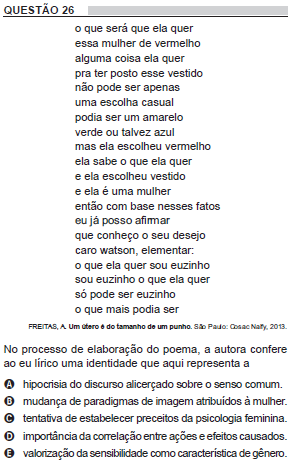 QUESTÃO 26
o que será que ela quer
essa mulher de vermelho
alguma coisa ela quer
pra ter posto esse vestido
não pode ser apenas
uma escolha casual
podia ser um amarelo
verde ou talvez azul
mas ela escolheu vermelho
ela sabe o que ela quer
e ela escolheu vestido
e ela é uma mulher
então com base nesses fatos
eu já posso afirmar
que conheço o seu desejo
caro watson, elementar:
o que ela quer sou euzinho
sou euzinho o que ela quer
só pode ser euzinho
o que mais podia ser
FREITAS, A. Um útero é do tamanho de um punho. São Paulo: Cosac Naify, 2013.
No processo de elaboração do poema, a autora confere
ao eu lírico uma identidade que aqui representa a
A hipocrisia do discurso alicerçado sobre o senso comum.
B mudança de paradigmas de imagem atribuídos à mulher.
C tentativa de estabelecer preceitos da psicologia feminina.
D importância da correlação entre ações e efeitos causados.
E valorização da sensibilidade como característica de gênero.